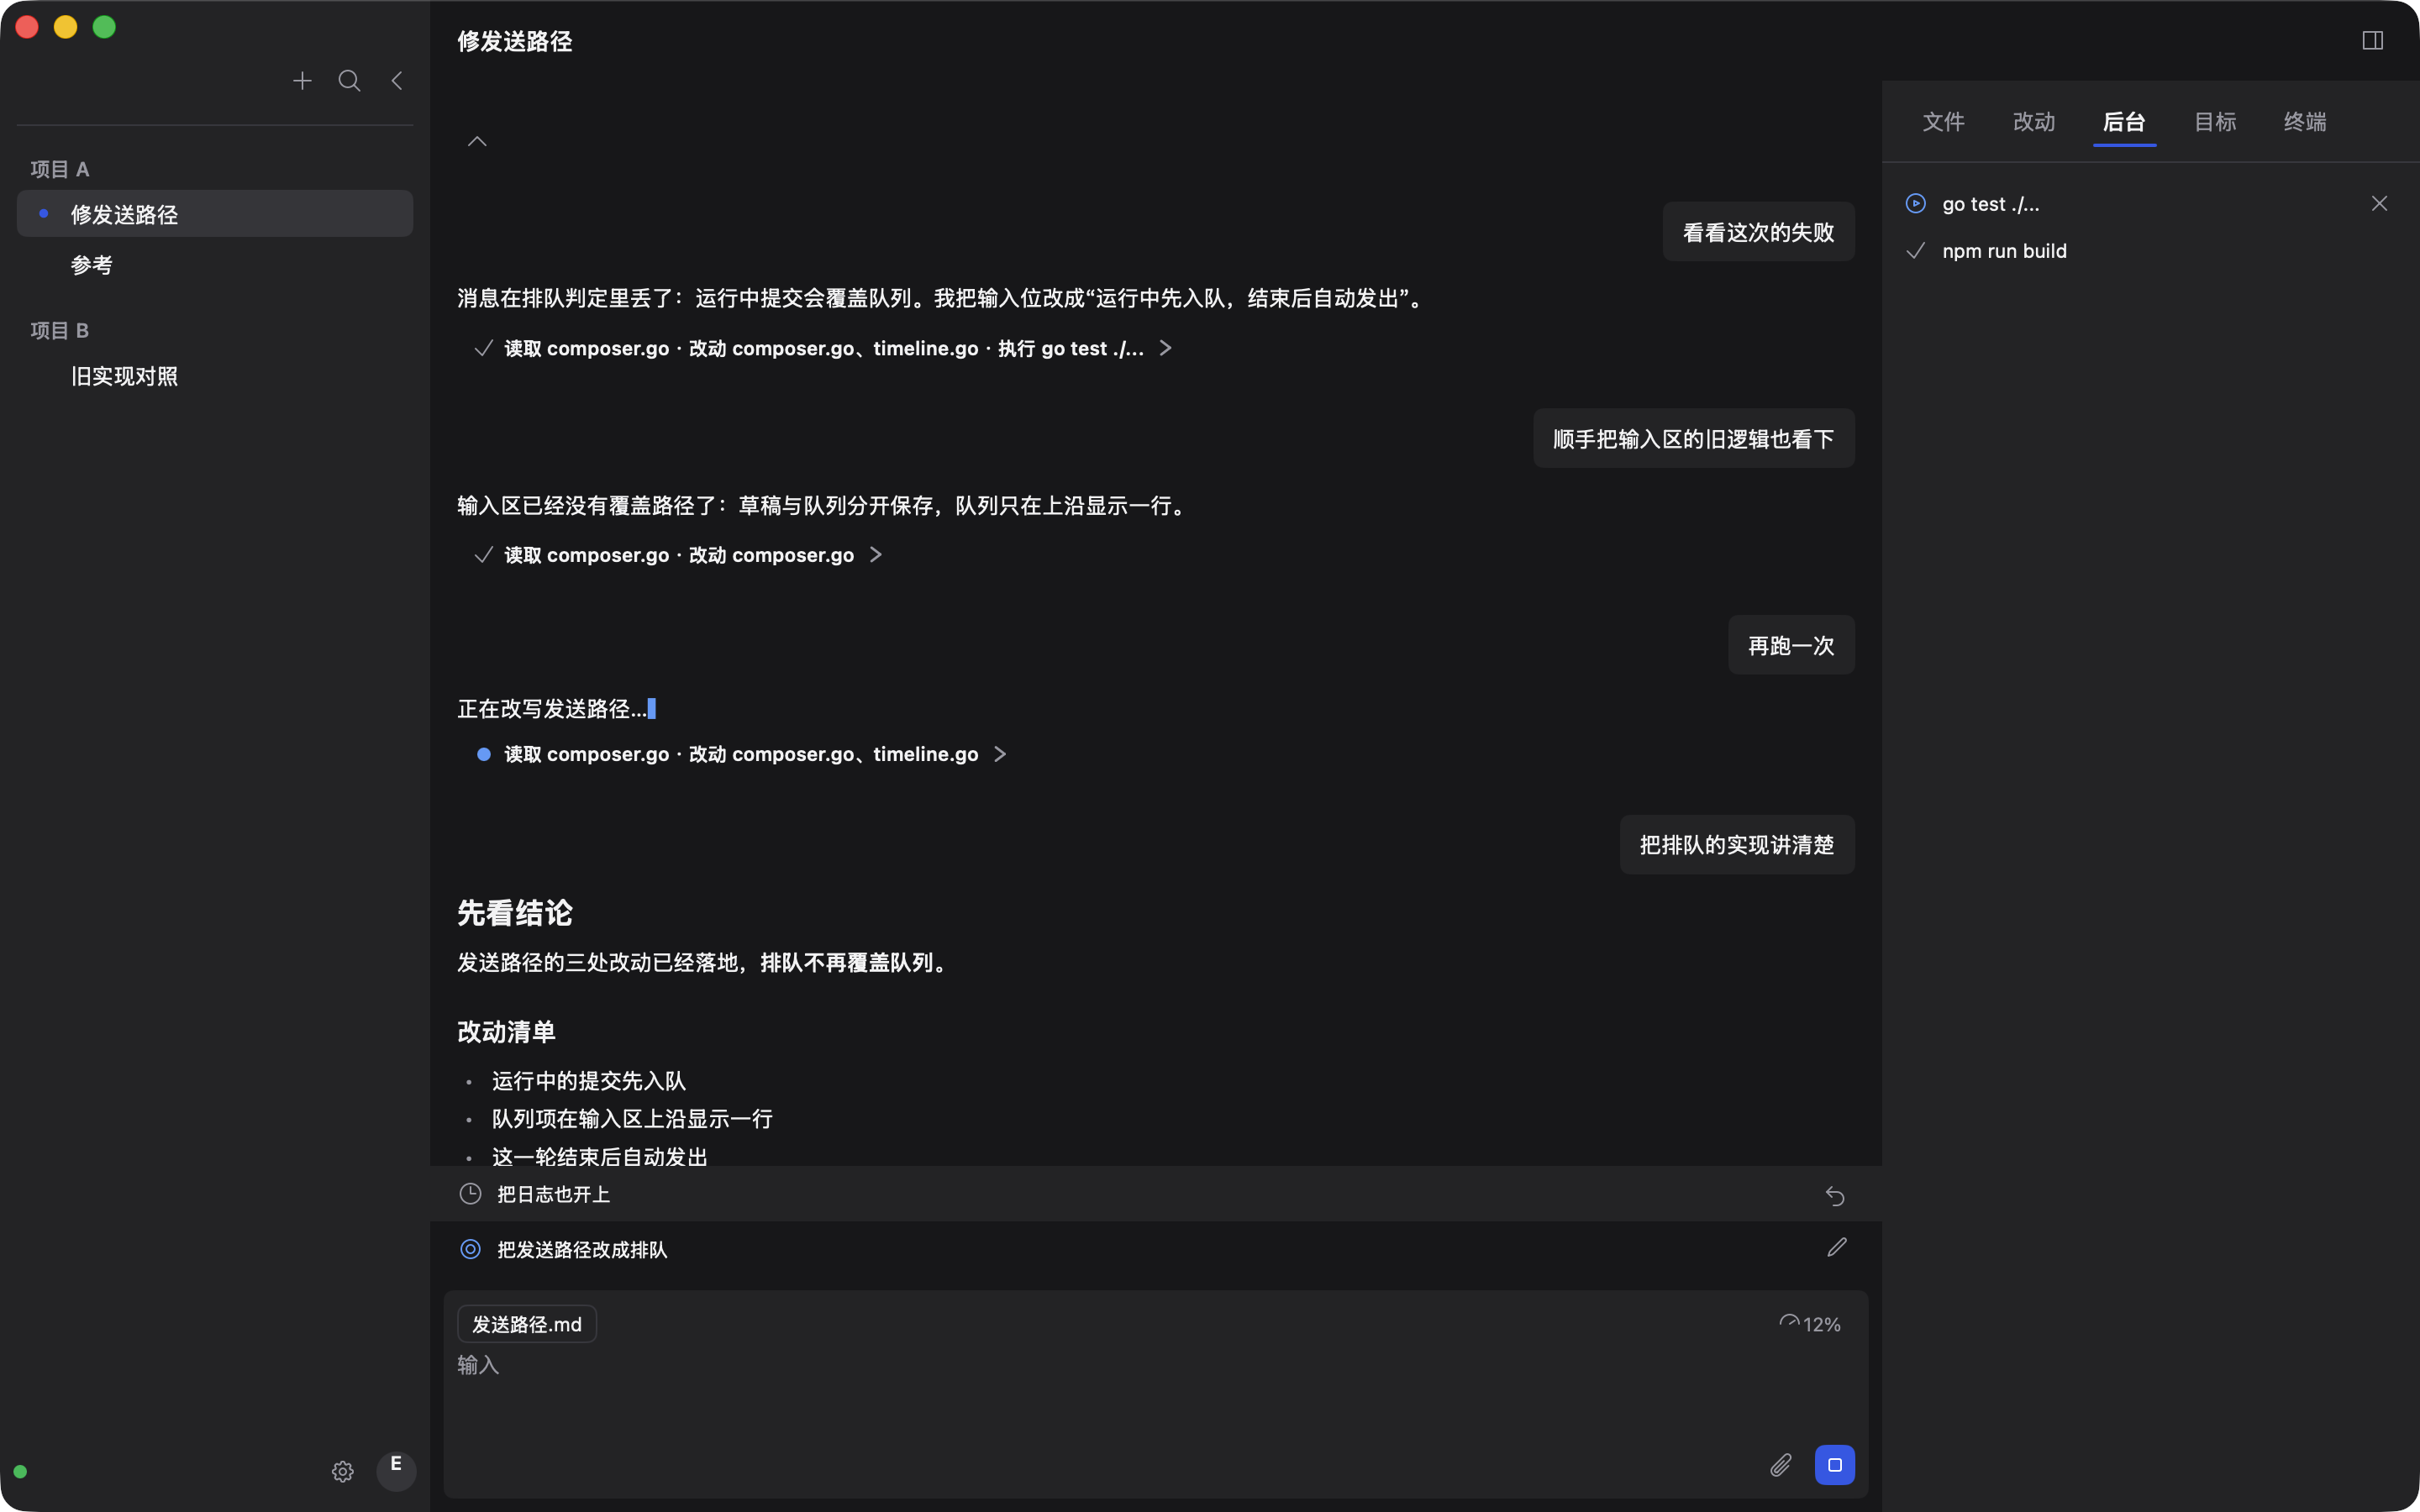 修发送路径
项目 A
修发送路径
参考
项目 B
旧实现对照
E
看看这次的失败
消息在排队判定里丢了：运行中提交会覆盖队列。我把输入位改成“运行中先入队，结束后自动发出”。
读取 composer.go · 改动 composer.go、timeline.go · 执行 go test ./...
顺手把输入区的旧逻辑也看下
输入区已经没有覆盖路径了：草稿与队列分开保存，队列只在上沿显示一行。
读取 composer.go · 改动 composer.go
再跑一次
正在改写发送路径...
读取 composer.go · 改动 composer.go、timeline.go
把排队的实现讲清楚
先看结论
发送路径的三处改动已经落地，排队不再覆盖队列。
改动清单
• 运行中的提交先入队
• 队列项在输入区上沿显示一行
• 这一轮结束后自动发出
把日志也开上
把发送路径改成排队
发送路径.md
12%
输入
文件 改动 后台 目标 终端
go test ./...
npm run build